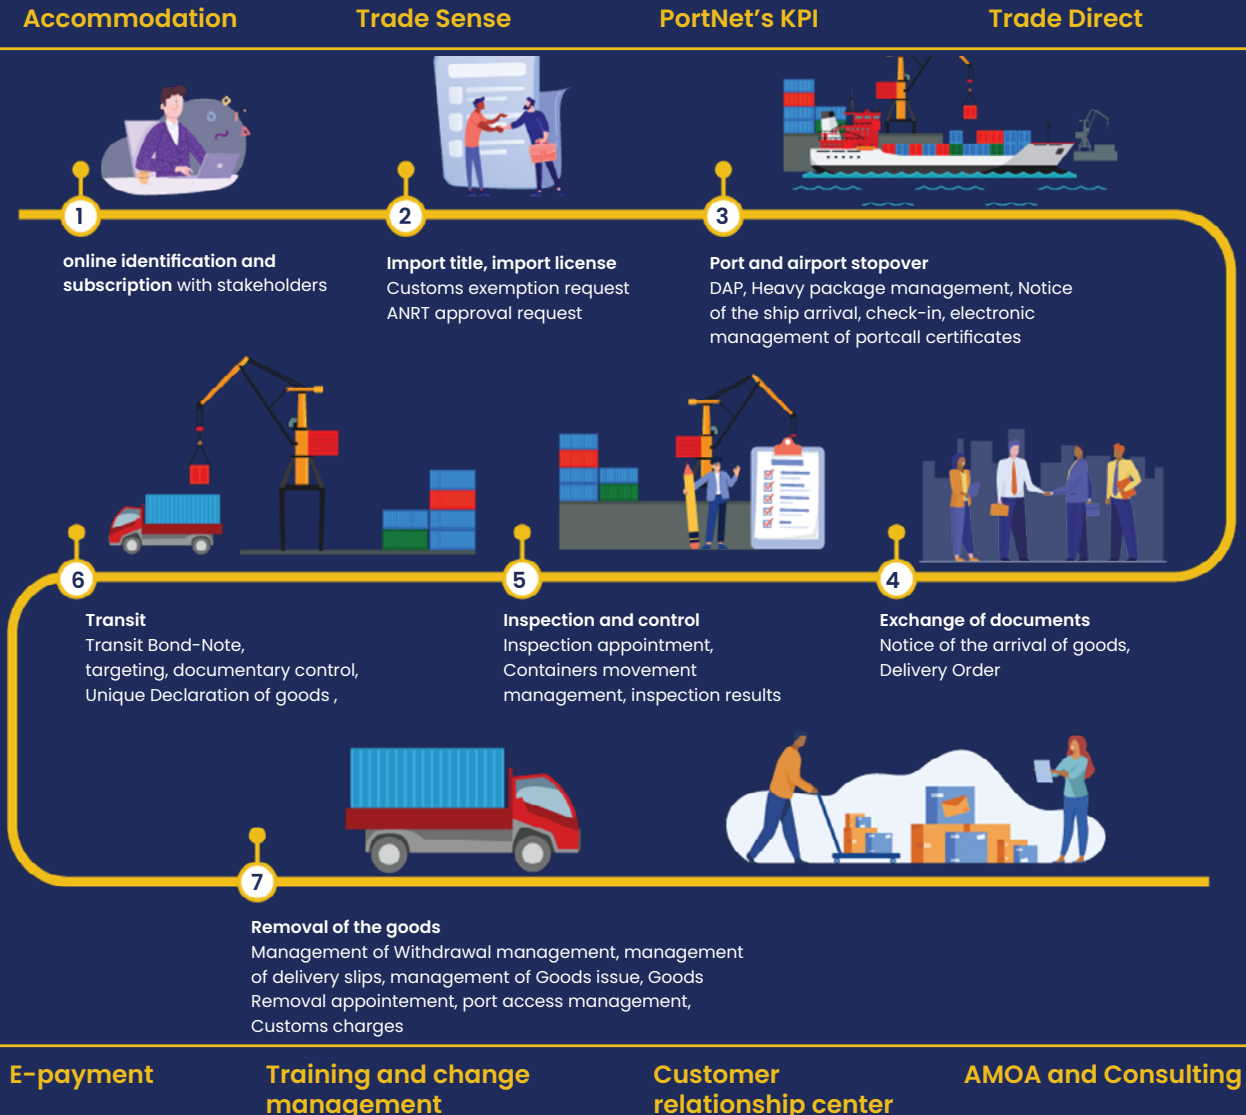 Accommodation
Trade Sense
PortNet's KPI
Trade Direct
1
2
3
online identification and
subscription with stakeholders
Import title, import license
Customs exemption request
ANRT approval request
Port and airport stopover
DAP, Heavy package management, Notice
of the ship arrival, check-in, electronic
management of portcall certificates
4
Exchange of documents
Notice of the arrival of goods,
Delivery Order
5
Inspection and control
Inspection appointment,
Containers movement
management, inspection results
6
Transit
Transit Bond-Note,
targeting, documentary control,
Unique Declaration of goods ,
7
Removal of the goods
Management of Withdrawal management, management
of delivery slips, management of Goods issue, Goods
Removal appointement, port access management,
Customs charges
E-payment
Training and change
management
Customer
relationship center
AMOA and Consulting